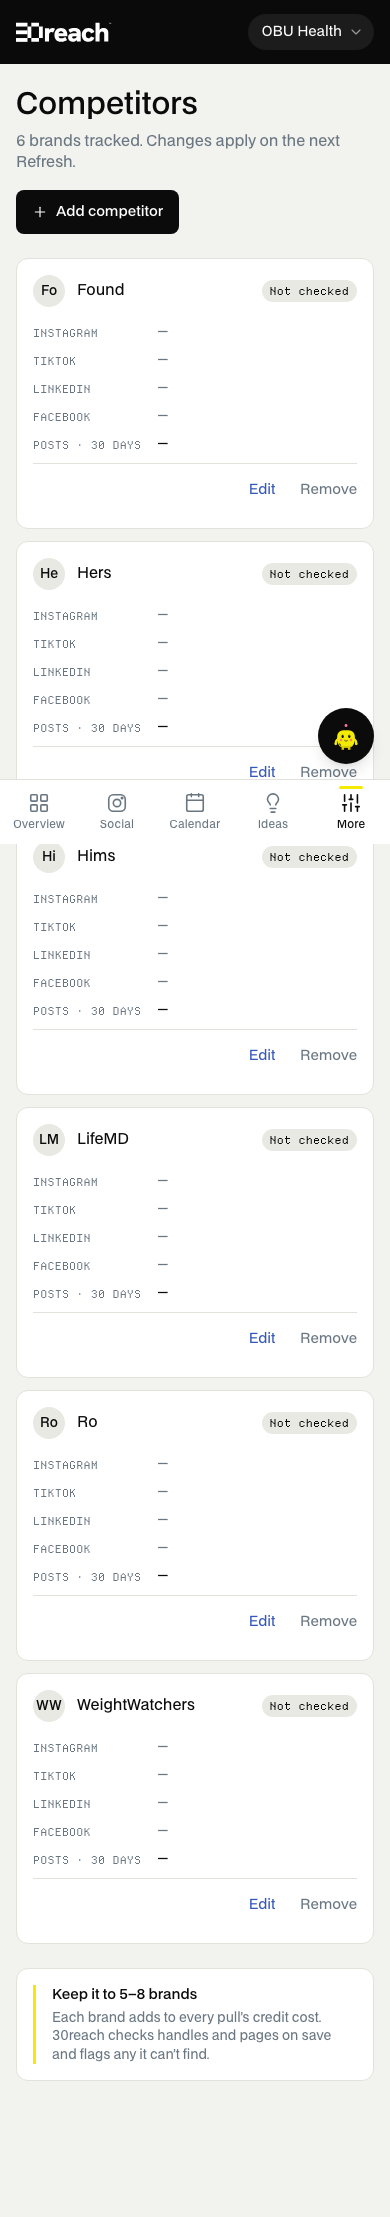 30reach
OBU Health
Competitors
6 brands tracked. Changes apply on the next
Refresh.
+ Add competitor
Fo Found Not checked
INSTAGRAM —
TIKTOK —
LINKEDIN —
FACEBOOK —
POSTS · 30 DAYS —
Edit Remove
He Hers Not checked
INSTAGRAM —
TIKTOK —
LINKEDIN —
FACEBOOK —
POSTS · 30 DAYS —
Edit Remove
Overview Social Calendar Ideas More
Hi Hims Not checked
INSTAGRAM —
TIKTOK —
LINKEDIN —
FACEBOOK —
POSTS · 30 DAYS —
Edit Remove
LM LifeMD Not checked
INSTAGRAM —
TIKTOK —
LINKEDIN —
FACEBOOK —
POSTS · 30 DAYS —
Edit Remove
Ro Ro Not checked
INSTAGRAM —
TIKTOK —
LINKEDIN —
FACEBOOK —
POSTS · 30 DAYS —
Edit Remove
WW WeightWatchers Not checked
INSTAGRAM —
TIKTOK —
LINKEDIN —
FACEBOOK —
POSTS · 30 DAYS —
Edit Remove
Keep it to 5–8 brands
Each brand adds to every pull’s credit cost.
30reach checks handles and pages on save
and flags any it can’t find.